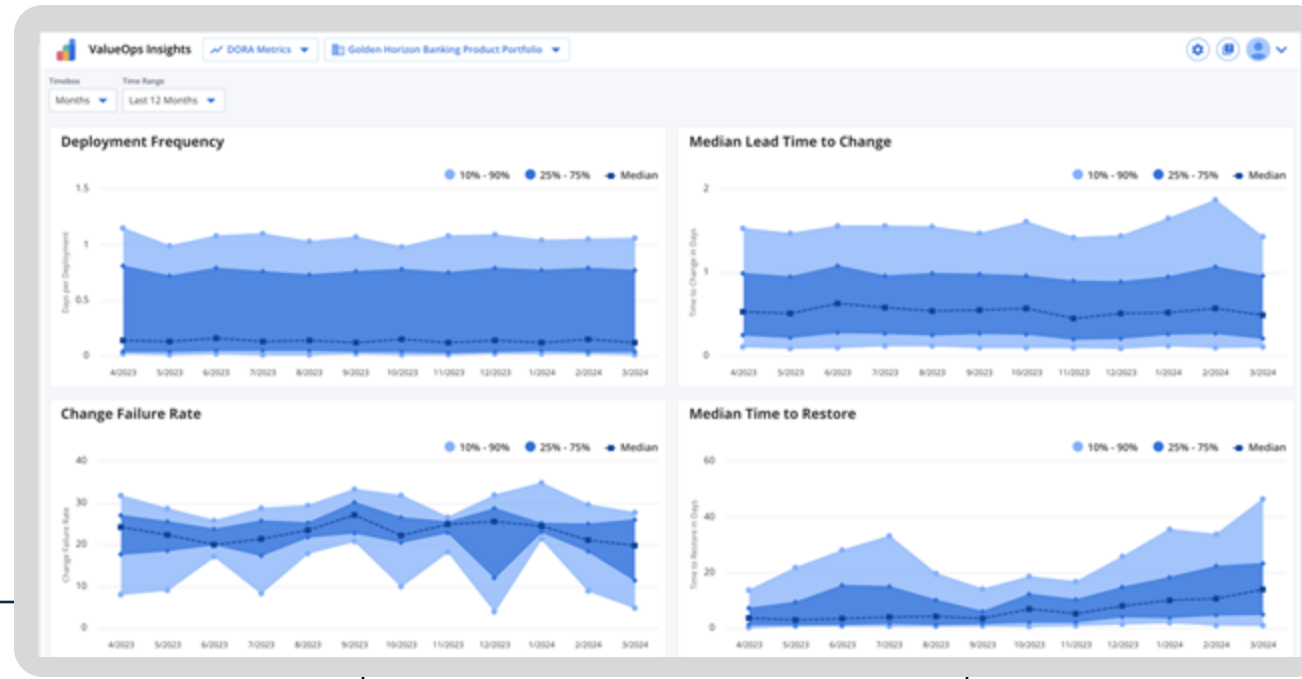 ValueOps Insights DORA Metrics Golden Horizon Banking Product Portfolio
Timebox Time Range
Months Last 12 Months
Deployment Frequency
10% - 90% 25% - 75% Median
Days per Deployment
1.5
1
0.5
0
4/2023 5/2023 6/2023 7/2023 8/2023 9/2023 10/2023 11/2023 12/2023 1/2024 2/2024 3/2024
Median Lead Time to Change
10% - 90% 25% - 75% Median
Time to Change in Days
2
1
0
4/2023 5/2023 6/2023 7/2023 8/2023 9/2023 10/2023 11/2023 12/2023 1/2024 2/2024 3/2024
Change Failure Rate
10% - 90% 25% - 75% Median
Change Failure Rate
40
30
20
10
0
4/2023 5/2023 6/2023 7/2023 8/2023 9/2023 10/2023 11/2023 12/2023 1/2024 2/2024 3/2024
Median Time to Restore
10% - 90% 25% - 75% Median
Time to Restore in Days
60
40
20
0
4/2023 5/2023 6/2023 7/2023 8/2023 9/2023 10/2023 11/2023 12/2023 1/2024 2/2024 3/2024